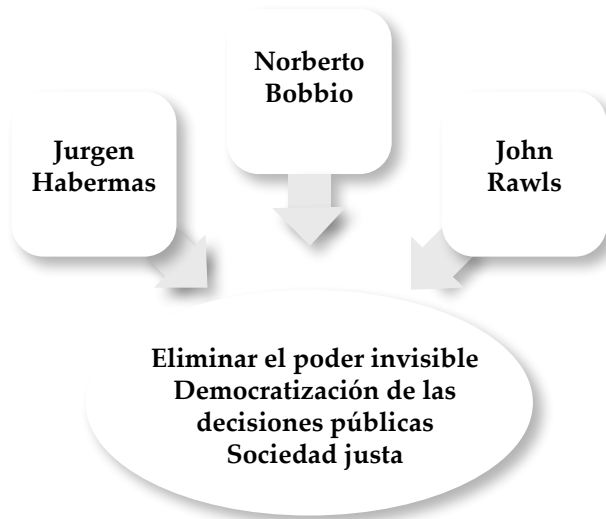 Norberto
Bobbio
Jurgen
Habermas
John
Rawls
Eliminar el poder invisible
Democratización de las
decisiones públicas
Sociedad justa